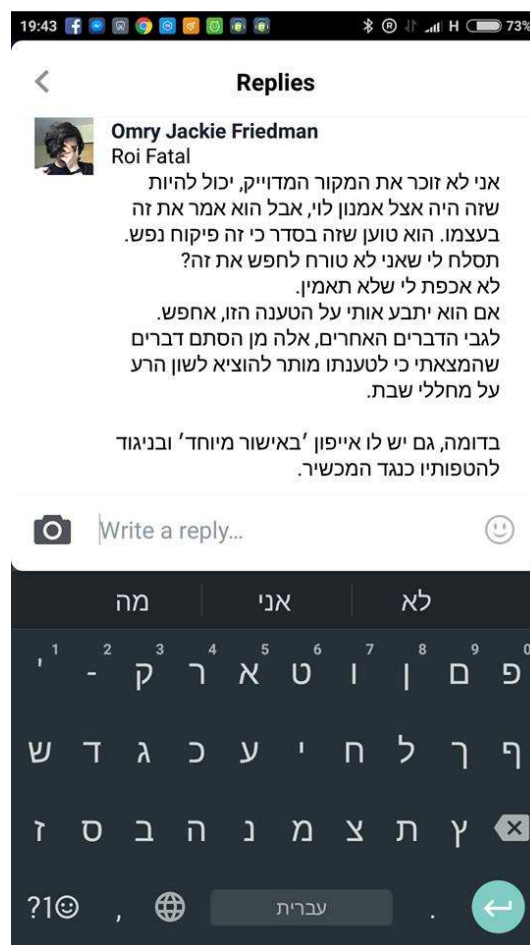 19:43
H 73%
Replies
Omry Jackie Friedman
Roi Fatal
אני לא זוכר את המקור המדוייק, יכול להיות
שזה היה אצל אמנון לוי, אבל הוא אמר את זה
בעצמו. הוא טוען שזה בסדר כי זה פיקוח נפש.
תסלח לי שאני לא טורח לחפש את זה?
לא אכפת לי שלא תאמין.
אם הוא יתבע אותי על הטענה הזו, אחפש.
לגבי הדברים האחרים, אלה מן הסתם דברים
שהמצאתי כי לטענתו מותר להוציא לשון הרע
על מחללי שבת.
בדומה, גם יש לו אייפון ׳באישור מיוחד׳ ובניגוד
להטפותיו כנגד המכשיר.
Write a reply...
מה אני לא
' - ק ר א ט ו ן ם פ
1 2 3 4 5 6 7 8 9 0
ש ד ג כ ע י ח ל ך ף
ז ס ב ה נ מ צ ת ץ
?1☺ , עברית .